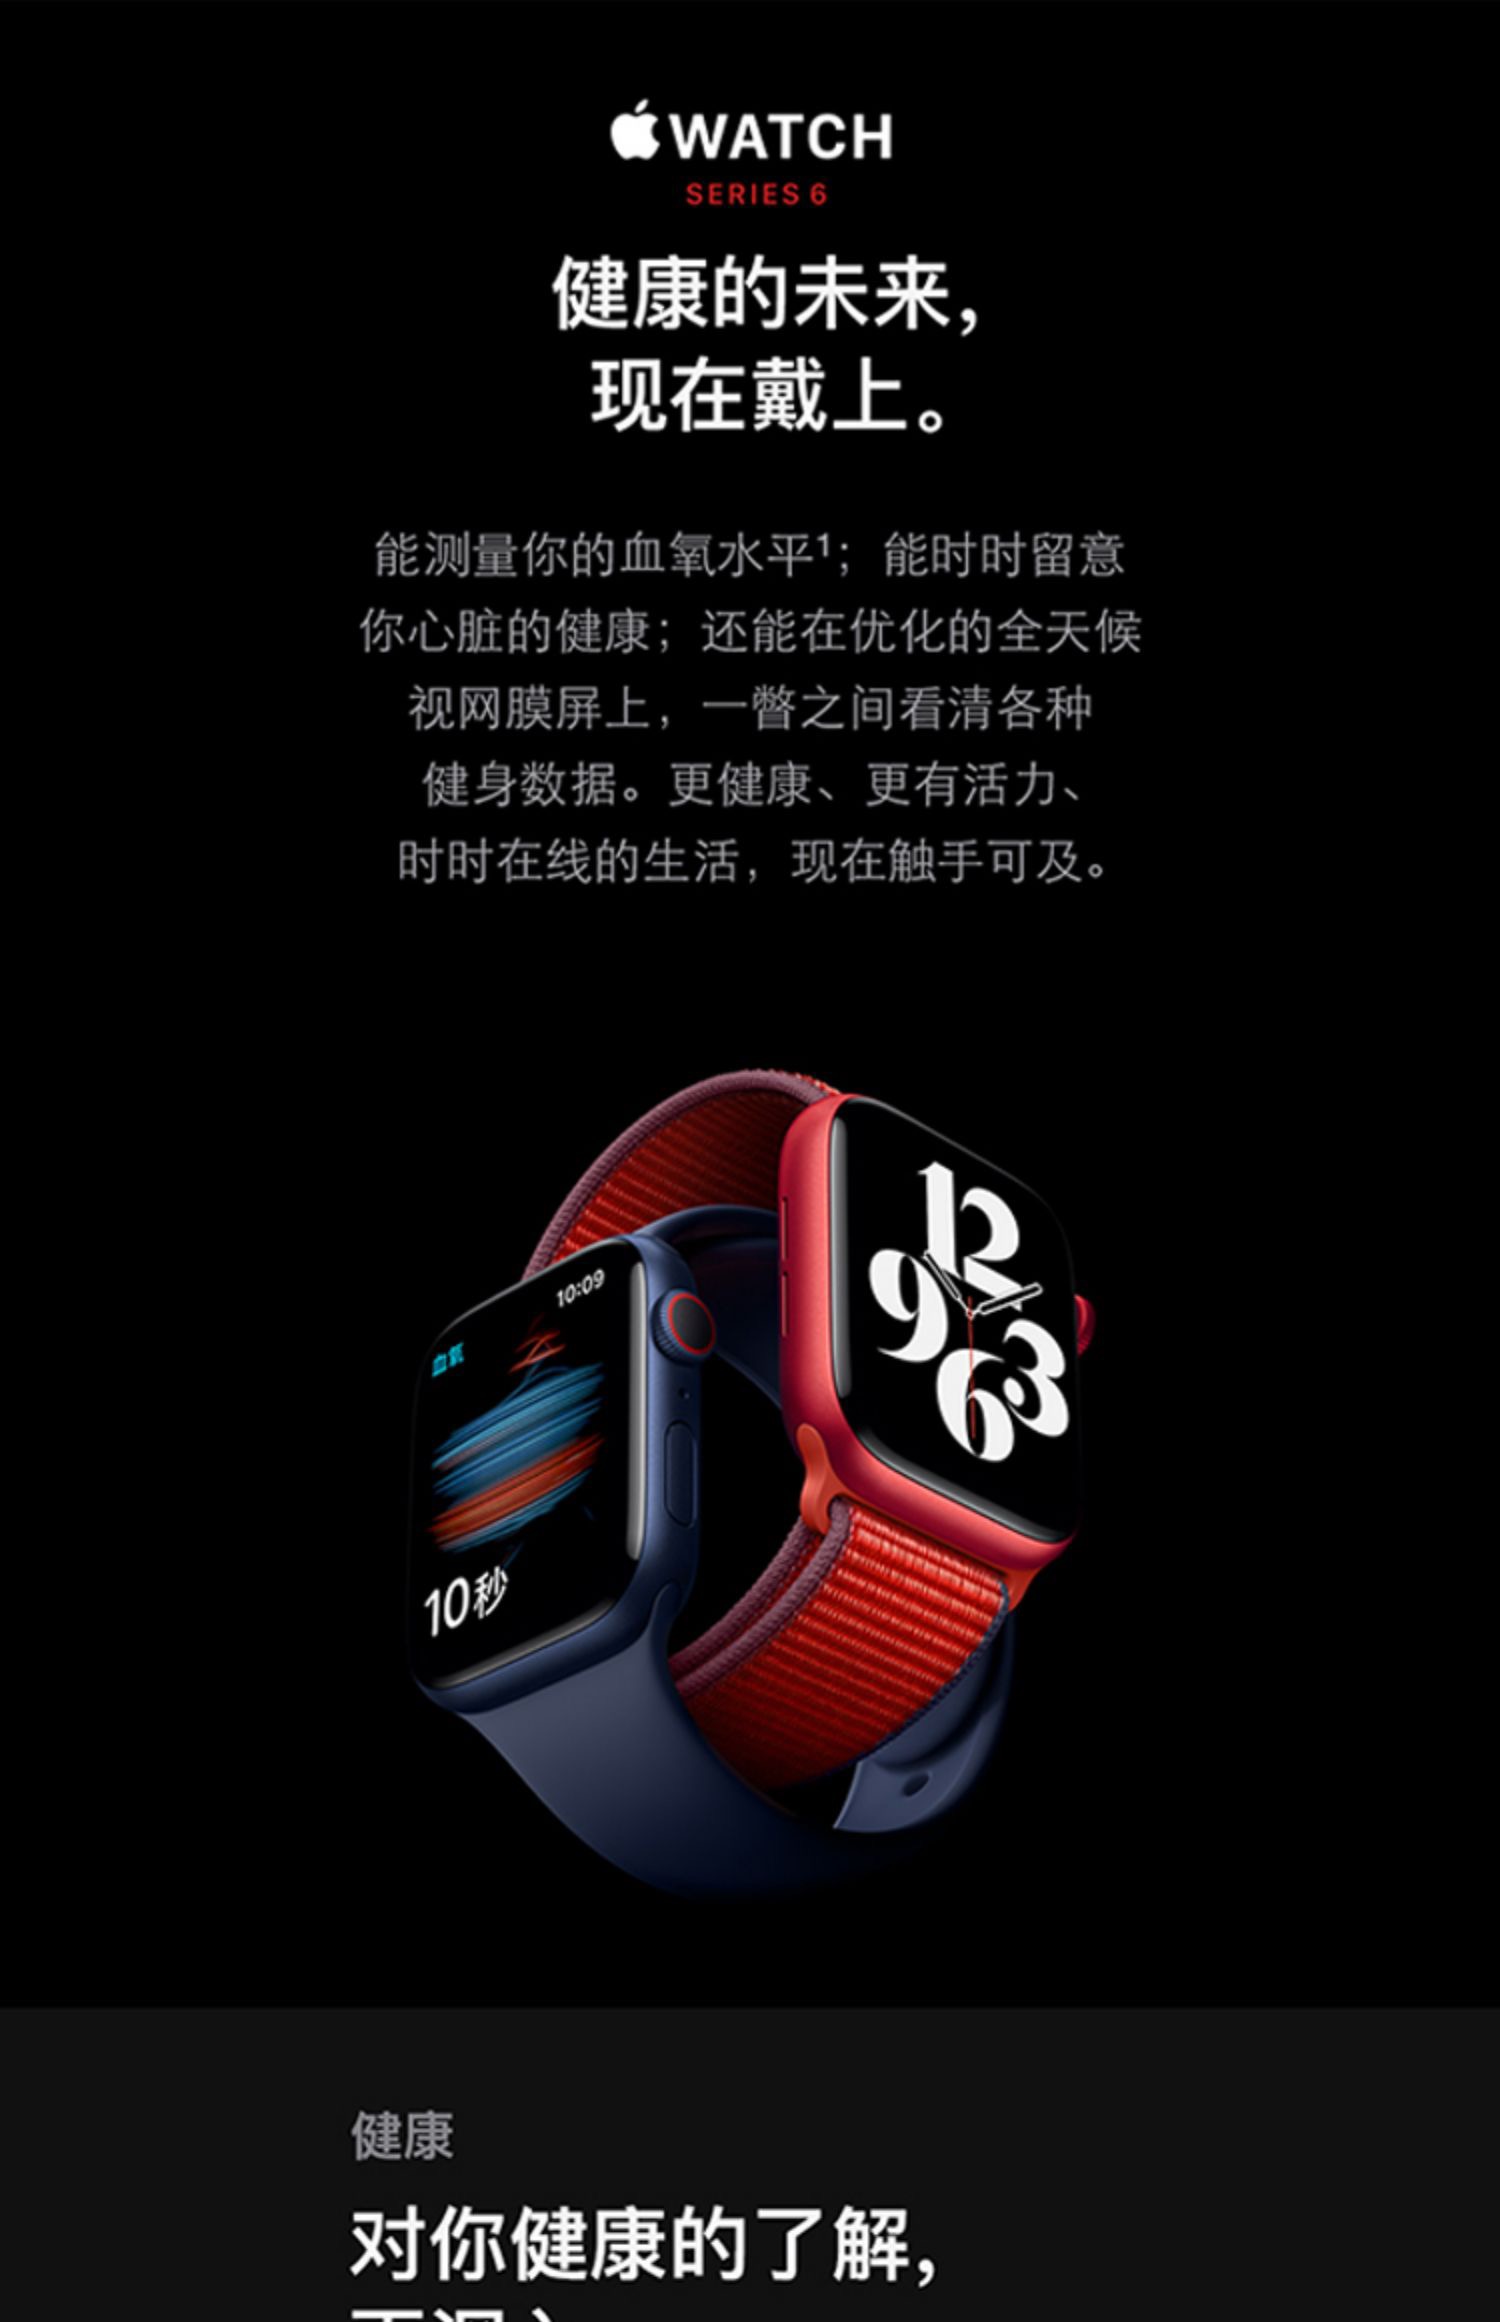 WATCH
SERIES 6
健康的未来，
现在戴上。
能测量你的血氧水平¹；能时时留意
你心脏的健康；还能在优化的全天候
视网膜屏上，一瞥之间看清各种
健身数据。更健康、更有活力、
时时在线的生活，现在触手可及。
12
9
3
6
10:09
血氧
10秒
健康
对你健康的了解，